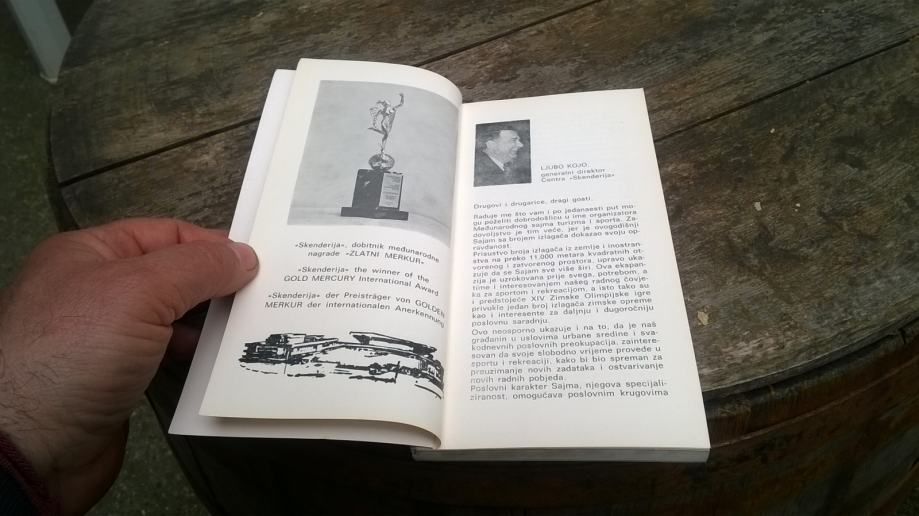 »Skenderija«, dobitnik međunarodne
nagrade »ZLATNI MERKUR«
»Skenderija« the winner of the
GOLD MERCURY International Award
»Skenderija« der Preisträger von GOLDEN
MERKUR der internationalen Anerkennung
LJUBO KOJO,
generalni direktor
Centra »Skenderija«
Drugovi i drugarice, dragi gosti,
Raduje me što vam i po jedanaesti put mo-
gu poželiti dobrodošlicu u ime organizatora
Međunarodnog sajma turizma i sporta. Za-
dovoljstvo je tim veće, jer je ovogodišnji
Sajam sa brojem izlagača dokazao svoju op-
ravdanost.
Prisustvo broja izlagača iz zemlje i inostran-
stva na preko 11.000 metara kvadratnih ot-
vorenog i zatvorenog prostora, upravo uka-
zuje da se Sajam sve više širi. Ova ekspan-
zija je uzrokovana prije svega, potrebom, a
time i interesovanjem našeg radnog čovje-
ka za sportom i rekreacijom, a isto tako su
i predstojeće XIV Zimske Olimpijske igre
privukle jedan broj izlagača zimske opreme
kao i interesente za daljnju i dugoročniju
poslovnu saradnju.
Ovo neosporno ukazuje i na to, da je naš
građanin u uslovima urbane sredine i sva-
kodnevnih poslovnih preokupacija, zaintere-
sovan da svoje slobodno vrijeme provede u
sportu i rekreaciji, kako bi bio spreman za
preuzimanje novih zadataka i ostvarivanje
novih radnih pobjeda.
Poslovni karakter Sajma, njegova specijali-
ziranost, omogućava poslovnim krugovima